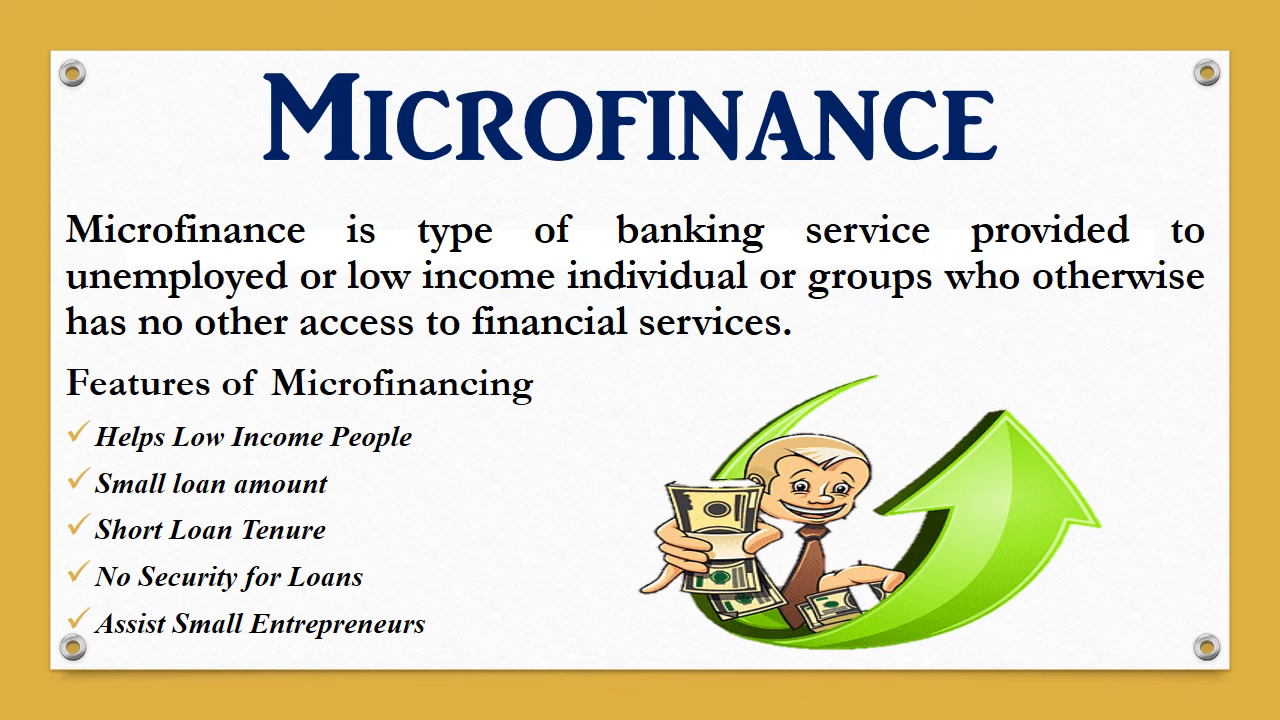 MICROFINANCE
Microfinance is type of banking service provided to
unemployed or low income individual or groups who otherwise
has no other access to financial services.
Features of Microfinancing
✓ Helps Low Income People
✓ Small loan amount
✓ Short Loan Tenure
✓ No Security for Loans
✓ Assist Small Entrepreneurs